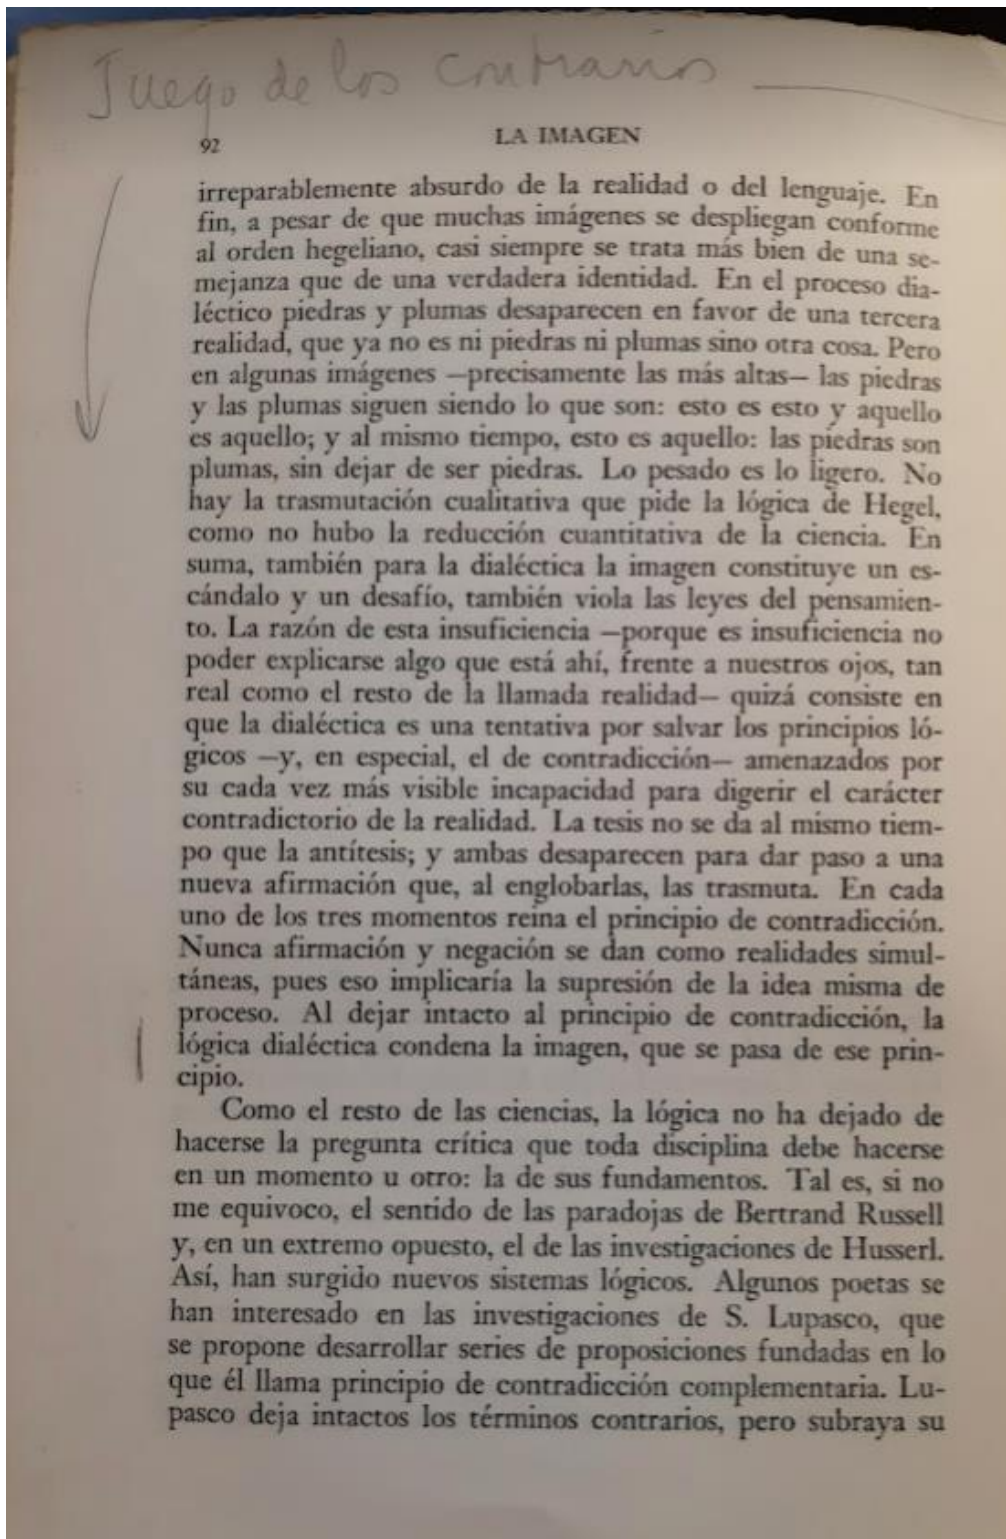 Juego de los contrarios
92 LA IMAGEN
irreparablemente absurdo de la realidad o del lenguaje. En
fin, a pesar de que muchas imágenes se despliegan conforme
al orden hegeliano, casi siempre se trata más bien de una se-
mejanza que de una verdadera identidad. En el proceso dia-
léctico piedras y plumas desaparecen en favor de una tercera
realidad, que ya no es ni piedras ni plumas sino otra cosa. Pero
en algunas imágenes —precisamente las más altas— las piedras
y las plumas siguen siendo lo que son: esto es esto y aquello
es aquello; y al mismo tiempo, esto es aquello: las piedras son
plumas, sin dejar de ser piedras. Lo pesado es lo ligero. No
hay la trasmutación cualitativa que pide la lógica de Hegel,
como no hubo la reducción cuantitativa de la ciencia. En
suma, también para la dialéctica la imagen constituye un es-
cándalo y un desafío, también viola las leyes del pensamien-
to. La razón de esta insuficiencia —porque es insuficiencia no
poder explicarse algo que está ahí, frente a nuestros ojos, tan
real como el resto de la llamada realidad— quizá consiste en
que la dialéctica es una tentativa por salvar los principios ló-
gicos —y, en especial, el de contradicción— amenazados por
su cada vez más visible incapacidad para digerir el carácter
contradictorio de la realidad. La tesis no se da al mismo tiem-
po que la antítesis; y ambas desaparecen para dar paso a una
nueva afirmación que, al englobarlas, las trasmuta. En cada
uno de los tres momentos reina el principio de contradicción.
Nunca afirmación y negación se dan como realidades simul-
táneas, pues eso implicaría la supresión de la idea misma de
proceso. Al dejar intacto al principio de contradicción, la
lógica dialéctica condena la imagen, que se pasa de ese prin-
cipio.
Como el resto de las ciencias, la lógica no ha dejado de
hacerse la pregunta crítica que toda disciplina debe hacerse
en un momento u otro: la de sus fundamentos. Tal es, si no
me equivoco, el sentido de las paradojas de Bertrand Russell
y, en un extremo opuesto, el de las investigaciones de Husserl.
Así, han surgido nuevos sistemas lógicos. Algunos poetas se
han interesado en las investigaciones de S. Lupasco, que
se propone desarrollar series de proposiciones fundadas en lo
que él llama principio de contradicción complementaria. Lu-
pasco deja intactos los términos contrarios, pero subraya su